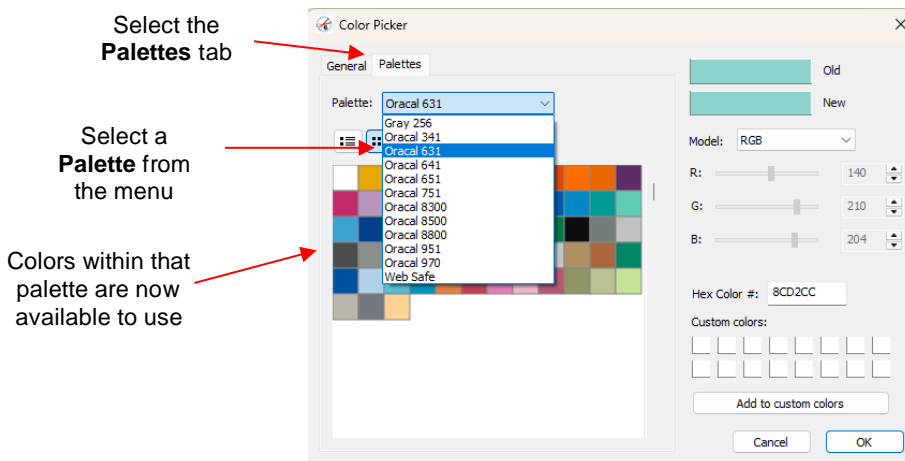 Select the
Palettes tab
Select a
Palette from
the menu
Colors within that
palette are now
available to use
Color Picker
General Palettes
Palette: Oracal 631
Gray 256
Oracal 341
Oracal 631
Oracal 641
Oracal 651
Oracal 751
Oracal 8300
Oracal 8500
Oracal 8800
Oracal 951
Oracal 970
Web Safe
Old
New
Model: RGB
R: 140
G: 210
B: 204
Hex Color #: 8CD2CC
Custom colors:
Add to custom colors
Cancel OK